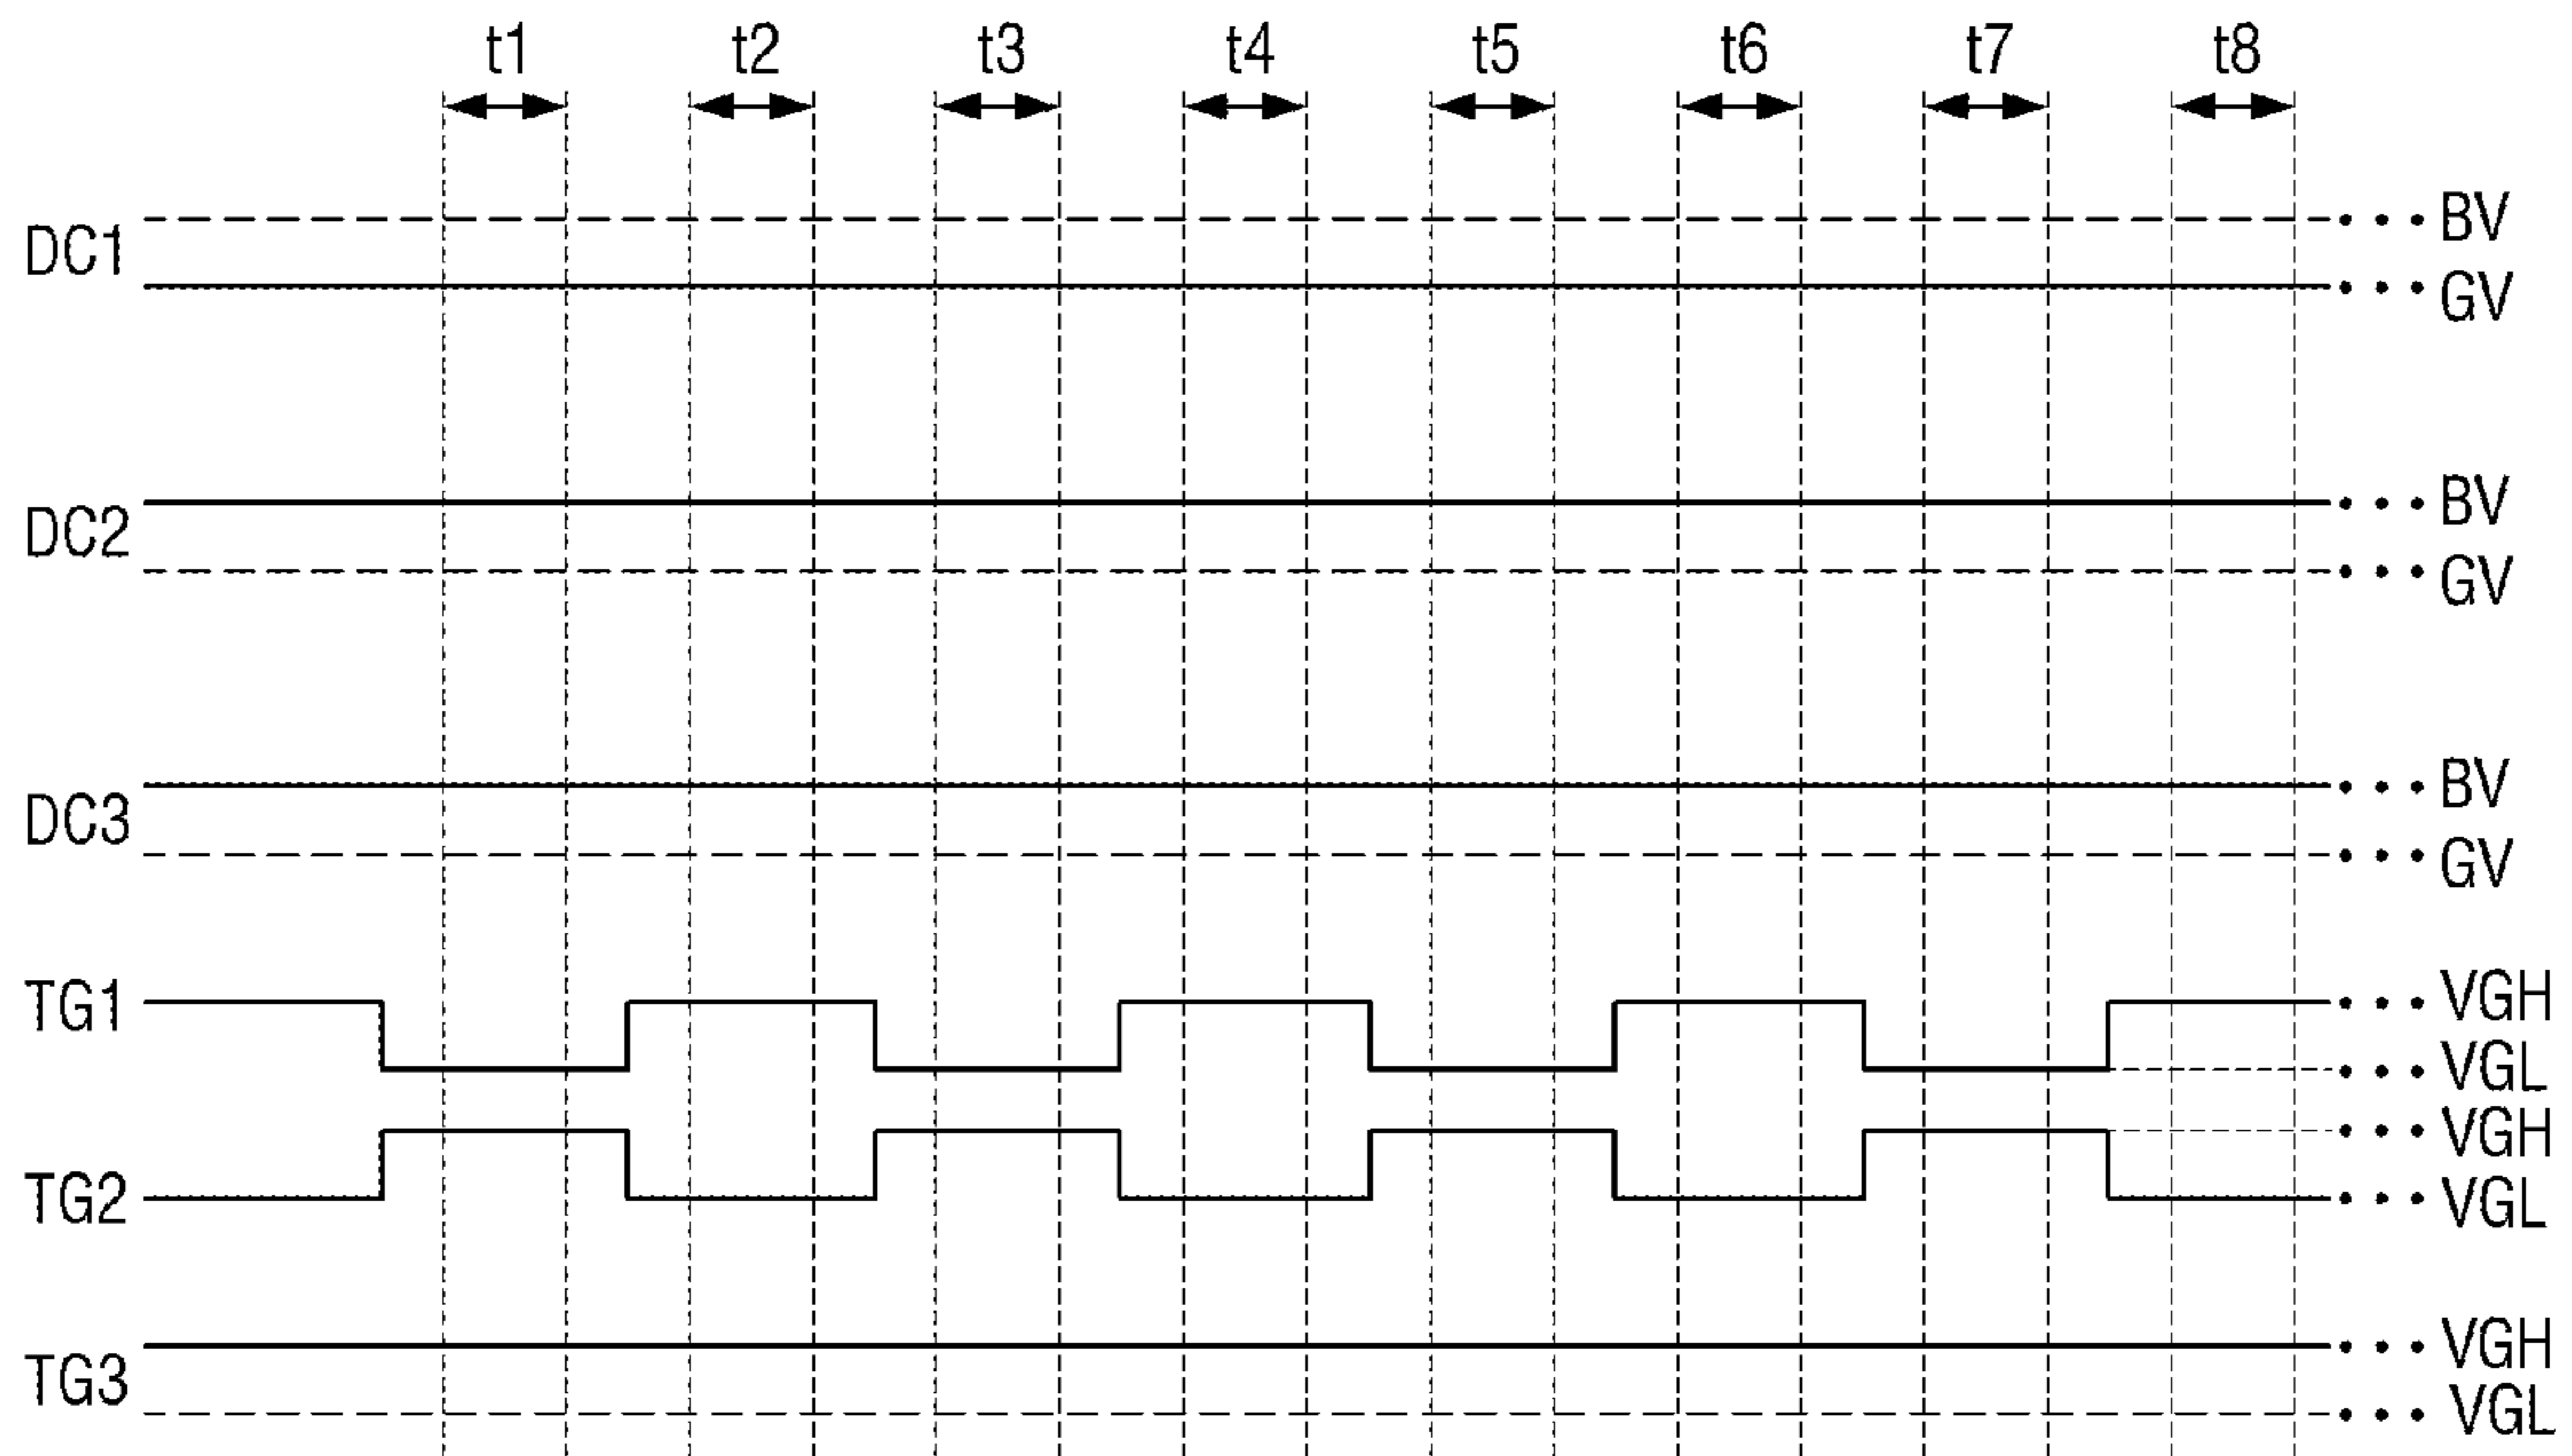 t1 t2 t3 t4 t5 t6 t7 t8
BV
DC1
GV
BV
DC2
GV
BV
DC3
GV
TG1 VGH
VGL
VGH
TG2 VGL
VGH
TG3
VGL